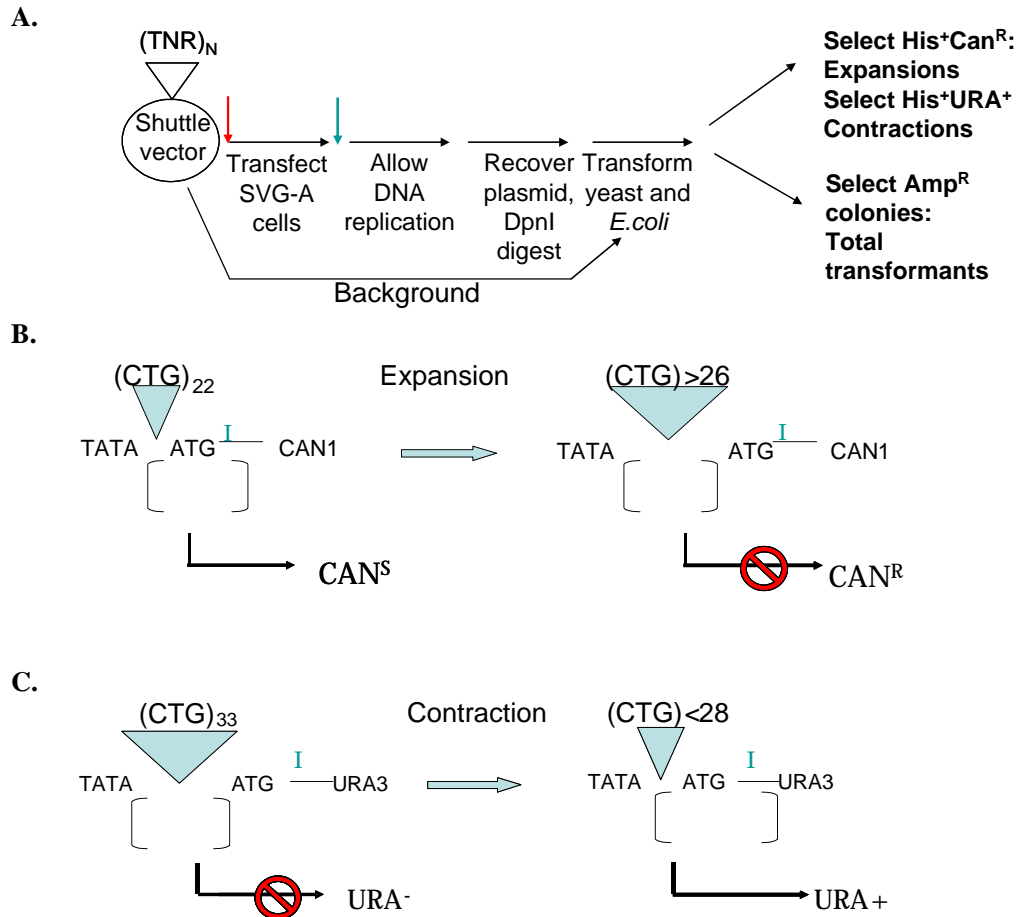 A.
(TNR)N
Shuttle
vector
Transfect
SVG-A
cells
Allow
DNA
replication
Recover
plasmid,
DpnI
digest
Transform
yeast and
E.coli
Background
Select His+CanR:
Expansions
Select His+URA+
Contractions
Select AmpR
colonies:
Total
transformants
B.
(CTG)22
Expansion
(CTG)>26
TATA ATG I CAN1
TATA ATG I CAN1
CANS
CANR
C.
(CTG)33
Contraction
(CTG)<28
TATA ATG I URA3
TATA ATG I URA3
URA-
URA+